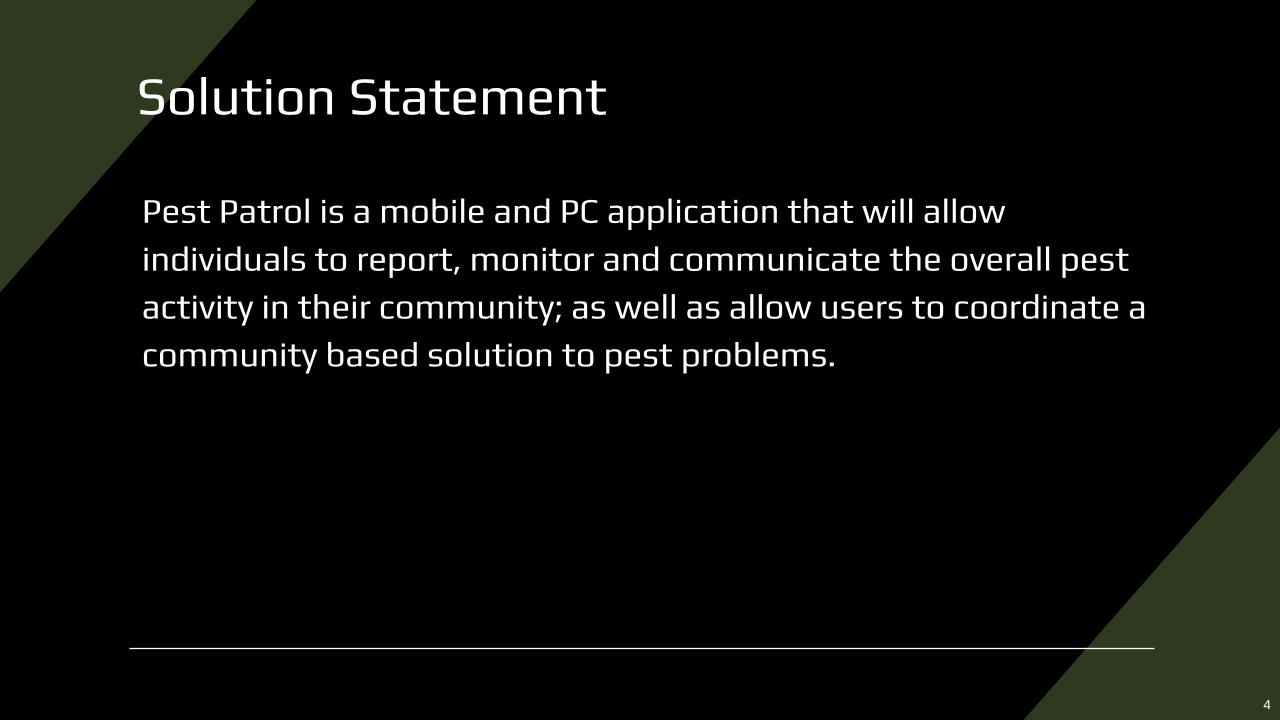 Solution Statement
Pest Patrol is a mobile and PC application that will allow
individuals to report, monitor and communicate the overall pest
activity in their community; as well as allow users to coordinate a
community based solution to pest problems.
4